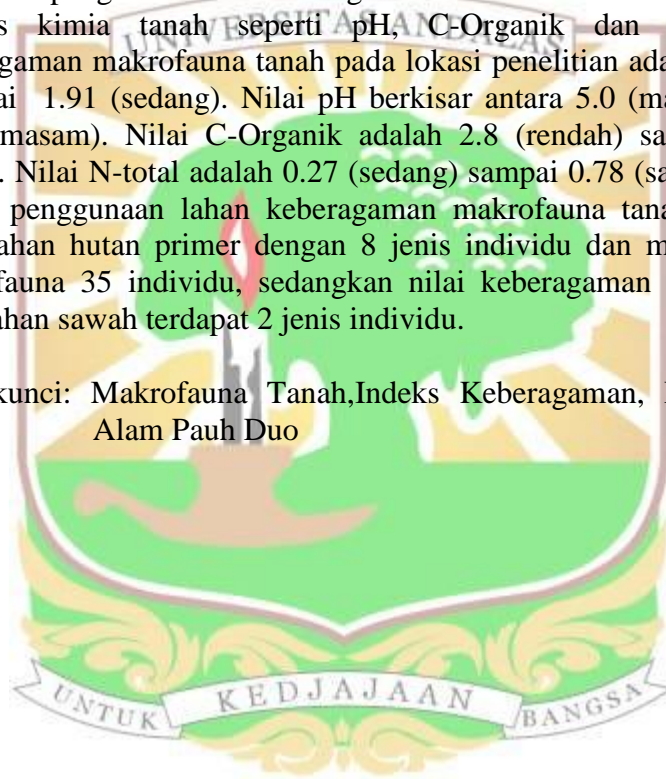 s kimia tanah seperti pH, C-Organik dan
gaman makrofauna tanah pada lokasi penelitian ada
ai 1.91 (sedang). Nilai pH berkisar antara 5.0 (ma
masam). Nilai C-Organik adalah 2.8 (rendah) sa
. Nilai N-total adalah 0.27 (sedang) sampai 0.78 (sa
penggunaan lahan keberagaman makrofauna tana
ahan hutan primer dengan 8 jenis individu dan m
fauna 35 individu, sedangkan nilai keberagaman
ahan sawah terdapat 2 jenis individu.
kunci: Makrofauna Tanah,Indeks Keberagaman,
Alam Pauh Duo
UNIVERSITAS ANDALAS
UNTUK KEDJAJAAN BANGSA